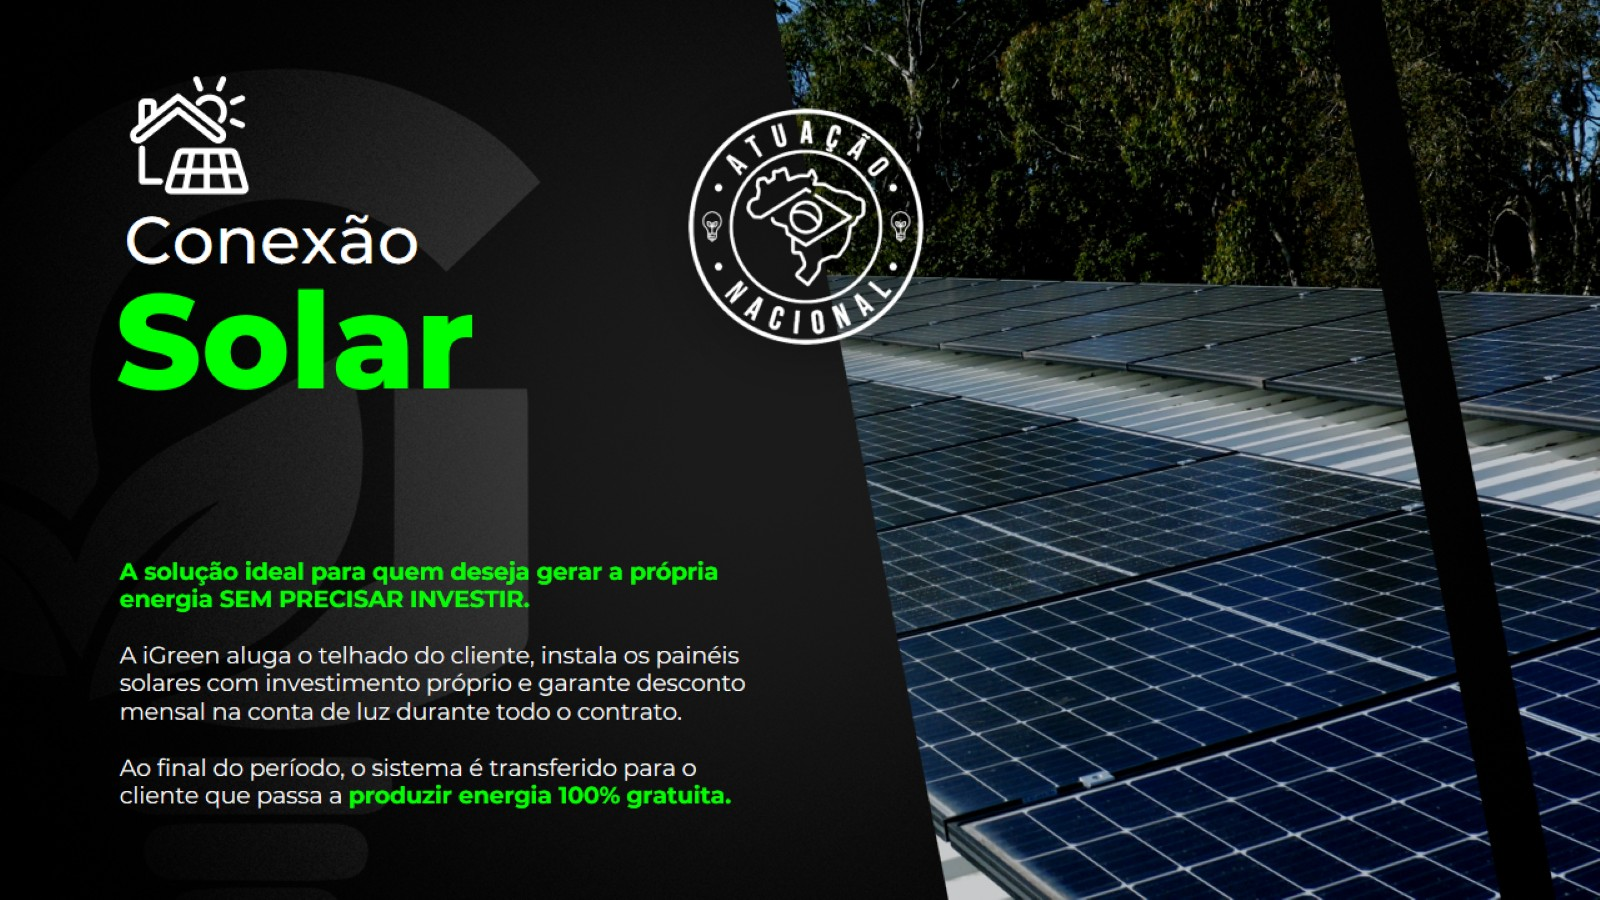 Conexão
Solar
ATUAÇÃO
NACIONAL
A solução ideal para quem deseja gerar a própria
energia SEM PRECISAR INVESTIR.
A iGreen aluga o telhado do cliente, instala os painéis
solares com investimento próprio e garante desconto
mensal na conta de luz durante todo o contrato.
Ao final do período, o sistema é transferido para o
cliente que passa a produzir energia 100% gratuita.